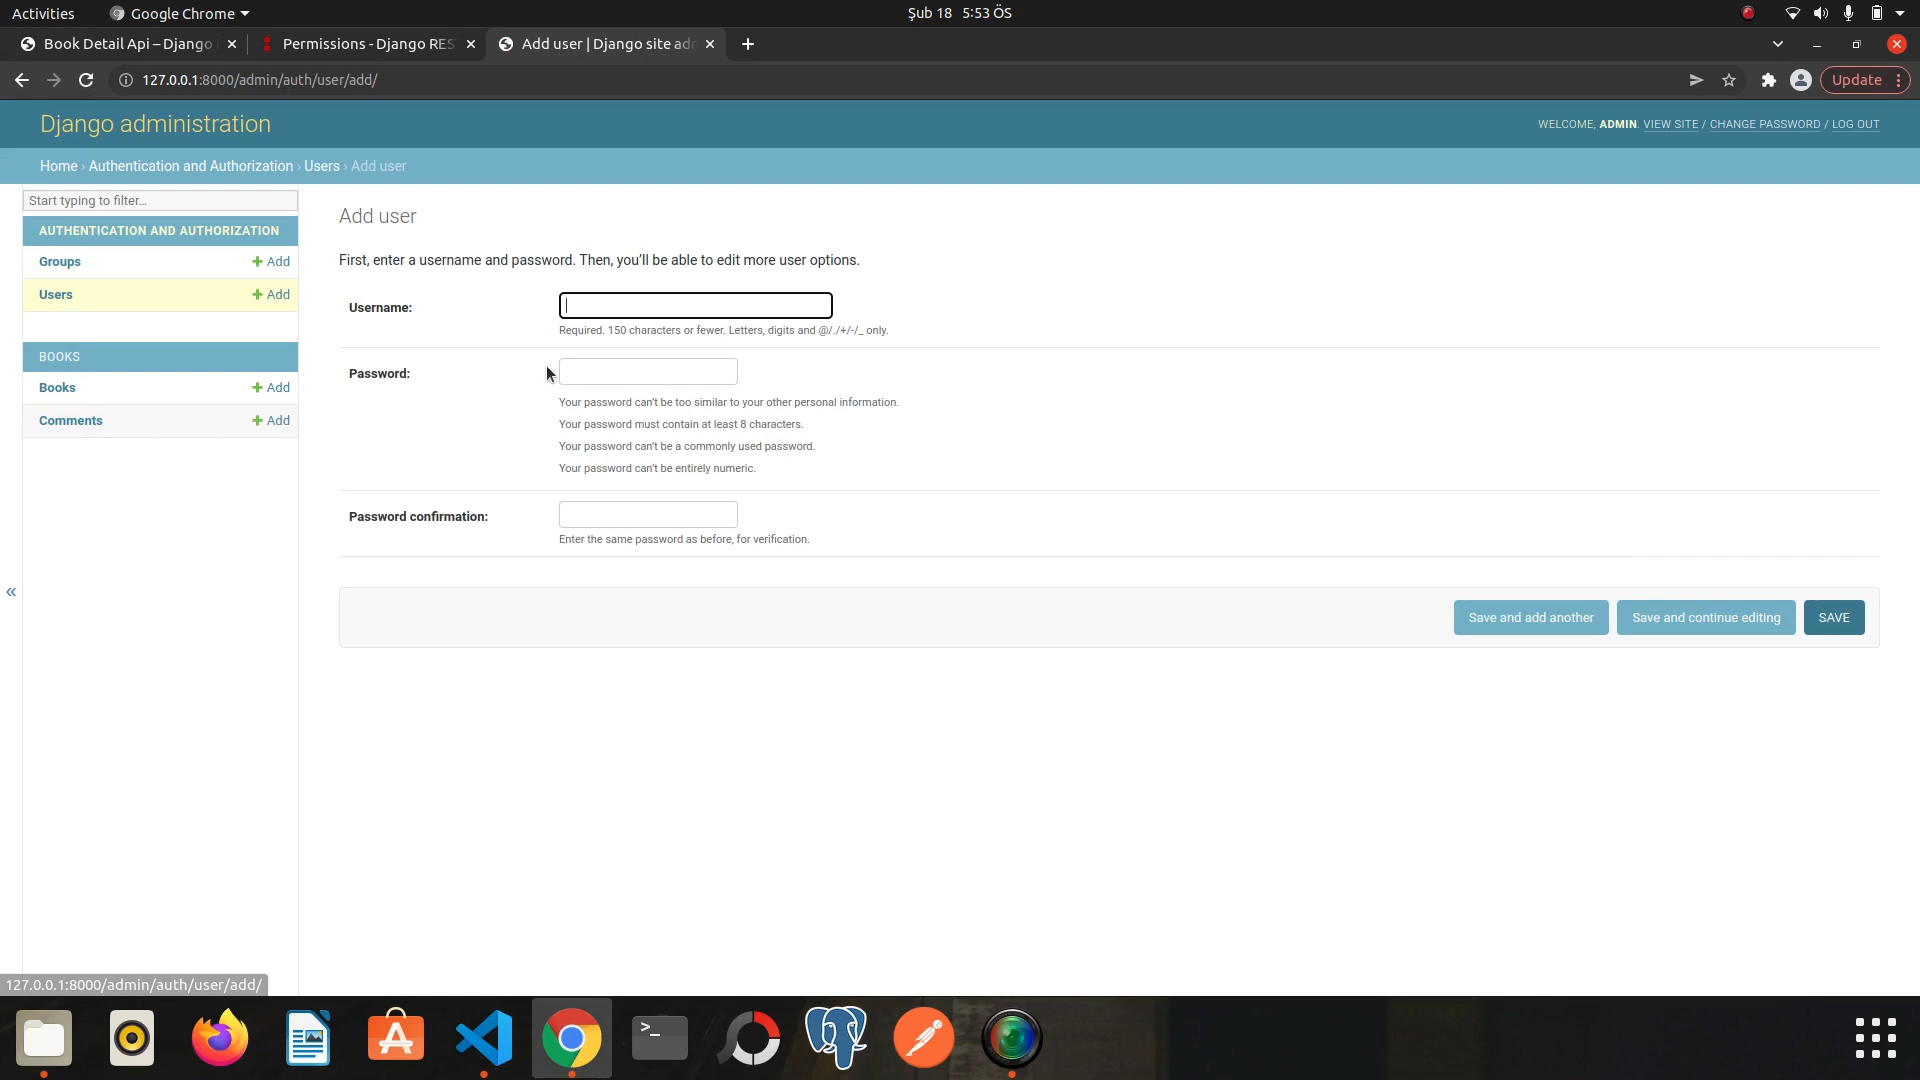 Activities
Google Chrome
Şub 18 5:53 ÖS
Book Detail Api – Django
Permissions - Django RES
Add user | Django site adr
127.0.0.1:8000/admin/auth/user/add/
Update
Django administration
WELCOME, ADMIN. VIEW SITE / CHANGE PASSWORD / LOG OUT
Home › Authentication and Authorization › Users › Add user
Start typing to filter...
AUTHENTICATION AND AUTHORIZATION
Groups
+ Add
Users
+ Add
BOOKS
Books
+ Add
Comments
+ Add
«
Add user
First, enter a username and password. Then, you’ll be able to edit more user options.
Username:
Required. 150 characters or fewer. Letters, digits and @/./+/-/_ only.
Password:
Your password can’t be too similar to your other personal information.
Your password must contain at least 8 characters.
Your password can’t be a commonly used password.
Your password can’t be entirely numeric.
Password confirmation:
Enter the same password as before, for verification.
Save and add another
Save and continue editing
SAVE
127.0.0.1:8000/admin/auth/user/add/
>_